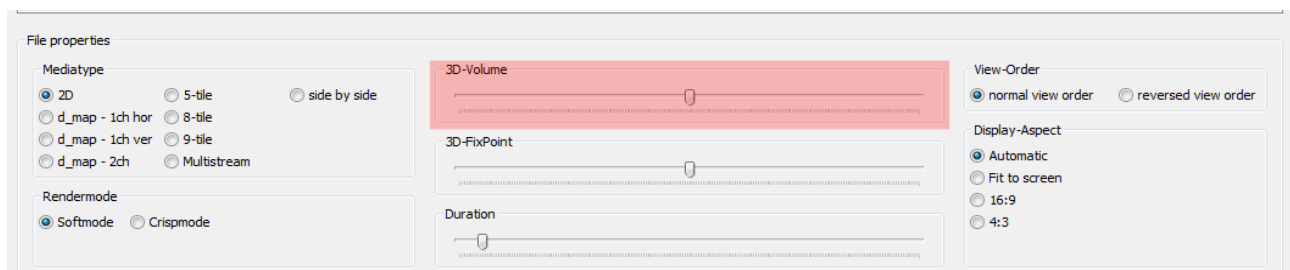 File properties
Mediatype
2D
5-tile
side by side
d_map - 1ch hor
8-tile
d_map - 1ch ver
9-tile
d_map - 2ch
Multistream
Rendermode
Softmode
Crispmode
3D-Volume
3D-FixPoint
Duration
View-Order
normal view order
reversed view order
Display-Aspect
Automatic
Fit to screen
16:9
4:3